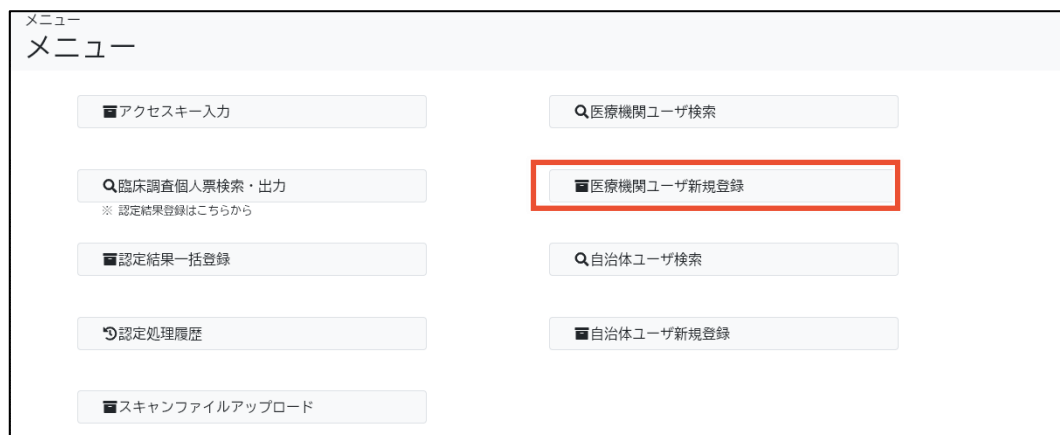 メニュー
メニュー
アクセスキー入力
医療機関ユーザ検索
臨床調査個人票検索・出力
医療機関ユーザ新規登録
※ 認定結果登録はこちらから
認定結果一括登録
自治体ユーザ検索
認定処理履歴
自治体ユーザ新規登録
スキャンファイルアップロード